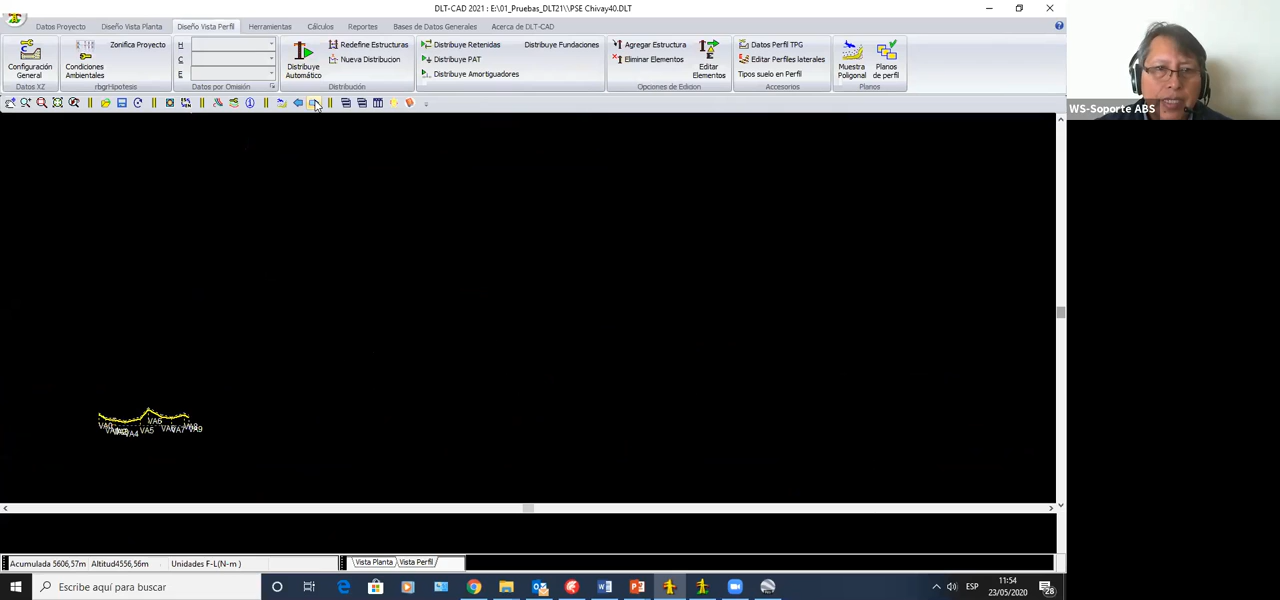 DLT-CAD 2021 : E:\01_Pruebas_DLT21\\PSE Chivay40.DLT
Datos Proyecto Diseño Vista Planta Diseño Vista Perfil Herramientas Cálculos Reportes Bases de Datos Generales Acerca de DLT-CAD
Configuración General
Datos XZ
Zonifica Proyecto
Condiciones Ambientales
rbgrHipotesis
H
C
E
Datos por Omisión
Distribuye Automático
Redefine Estructuras
Nueva Distribucion
Distribución
Distribuye Retenidas
Distribuye PAT
Distribuye Amortiguadores
Distribuye Fundaciones
Agregar Estructura
Eliminar Elementos
Editar Elementos
Opciones de Edicion
Datos Perfil TPG
Editar Perfiles laterales
Tipos suelo en Perfil
Accesorios
Muestra Poligonal
Planos de perfil
Planos
WS-Soporte ABS
VA6
VA4
VA5
VA7
VA9
Acumulada 5606,57m Altitud4556,56m Unidades F-L(N-m ) Vista Planta Vista Perfil
Escribe aquí para buscar
ESP
11:54
23/05/2020
28